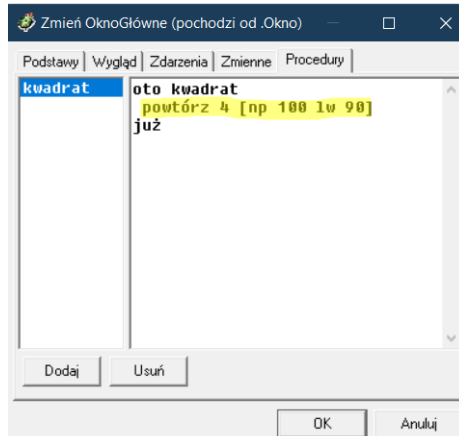 Zmień OknoGłówne (pochodzi od .Okno)
Podstawy Wygląd Zdarzenia Zmienne Procedury
kwadrat
oto kwadrat
powtórz 4 [np 100 lw 90]
już
Dodaj Usuń
OK Anuluj